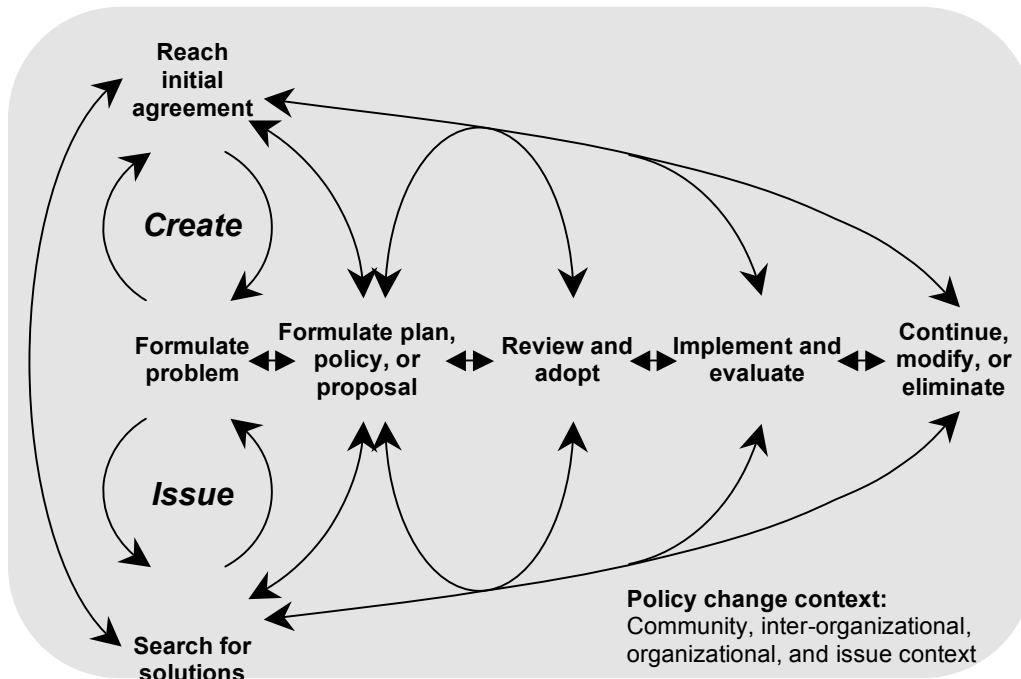 Reach
initial
agreement
Create
Formulate
problem
Formulate plan,
policy, or
proposal
Review and
adopt
Implement and
evaluate
Continue,
modify, or
eliminate
Issue
Policy change context:
Community, inter-organizational,
organizational, and issue context
Search for
solutions